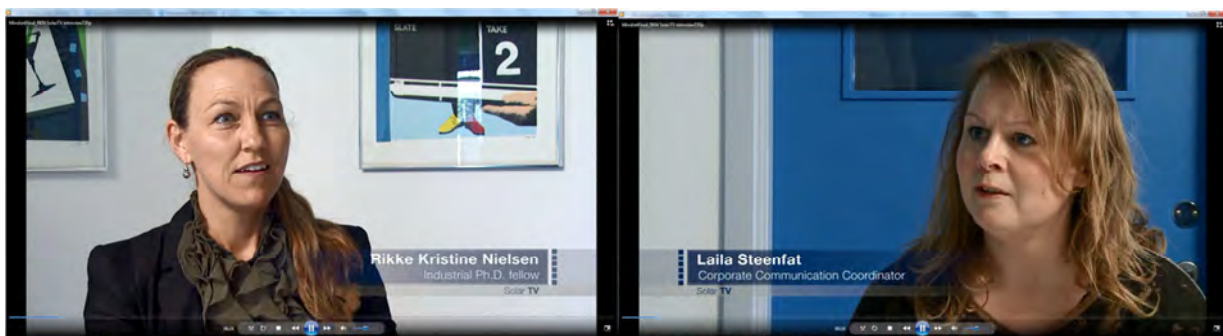 SLATE
TAKE
2
Rikke Kristine Nielsen
Industrial Ph.D. fellow
Solar TV
Laila Steenfat
Corporate Communication Coordinator
Solar TV